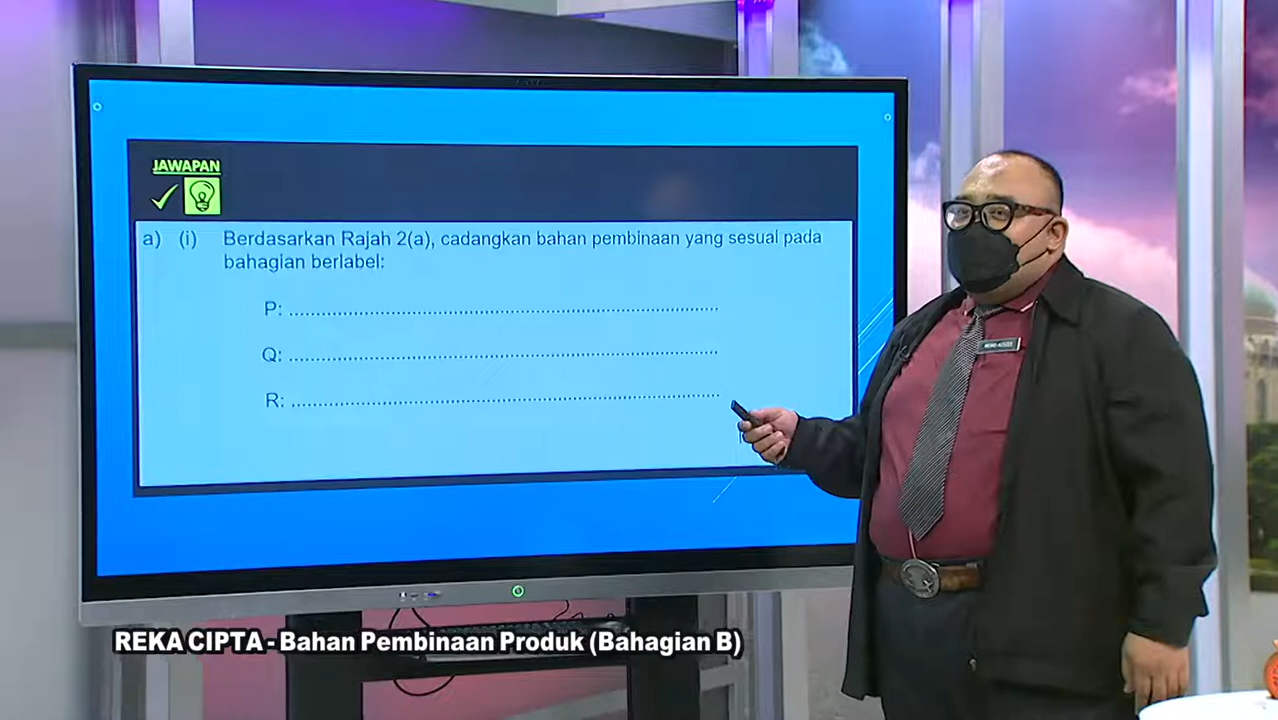 JAWAPAN
a) (i) Berdasarkan Rajah 2(a), cadangkan bahan pembinaan yang sesuai pada
bahagian berlabel:
P: ................................................................................
Q: ................................................................................
R: ................................................................................
REKA CIPTA - Bahan Pembinaan Produk (Bahagian B)